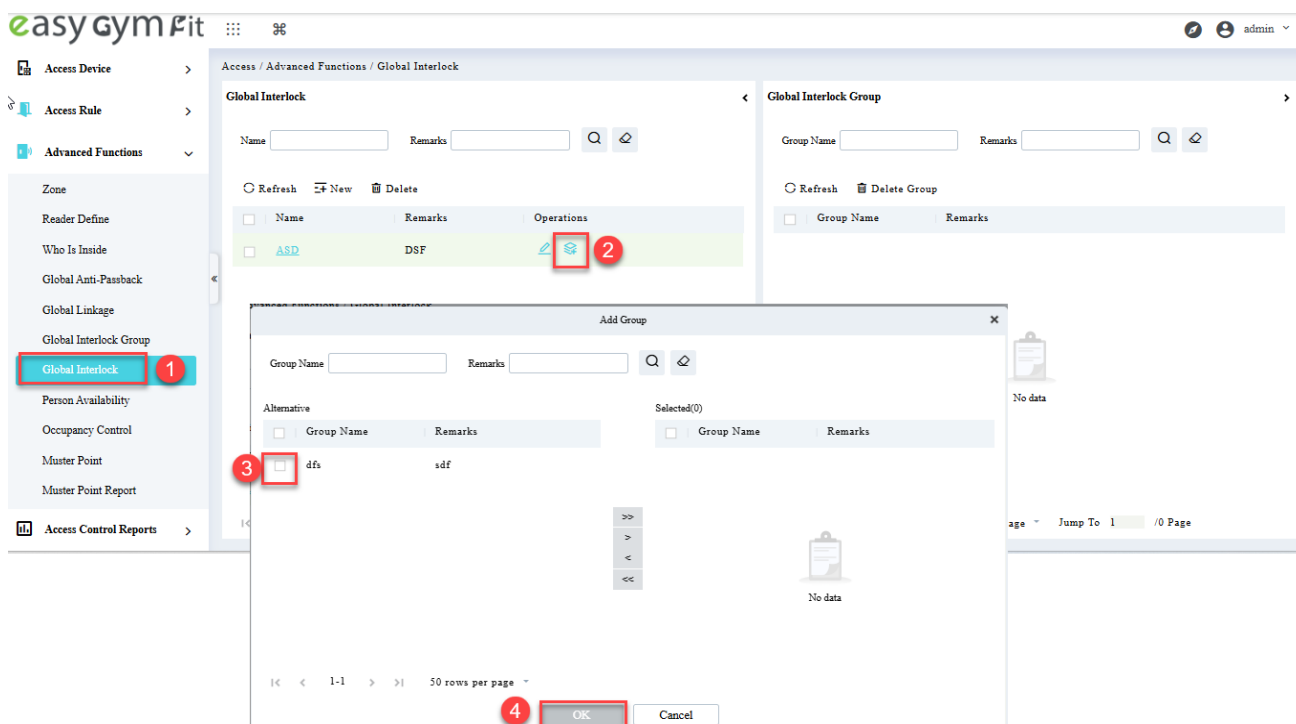 easy Gym Fit
admin
Access Device
Access / Advanced Functions / Global Interlock
Access Rule
Global Interlock
Global Interlock Group
Name
Remarks
Group Name
Remarks
Advanced Functions
Zone
Refresh
New
Delete
Refresh
Delete Group
Reader Define
Name
Remarks
Operations
Group Name
Remarks
Who Is Inside
ASD
DSF
2
Global Anti-Passback
Global Linkage
Advanced Functions / Global Interlock
Add Group
Global Interlock Group
Global Interlock
1
Group Name
Remarks
Person Availability
No data
Alternative
Selected(0)
Occupancy Control
Group Name
Remarks
Group Name
Remarks
Muster Point
3
dfs
sdf
Muster Point Report
Access Control Reports
>>
>
<
<<
age
Jump To 1 /0 Page
No data
1-1
50 rows per page
4
OK
Cancel